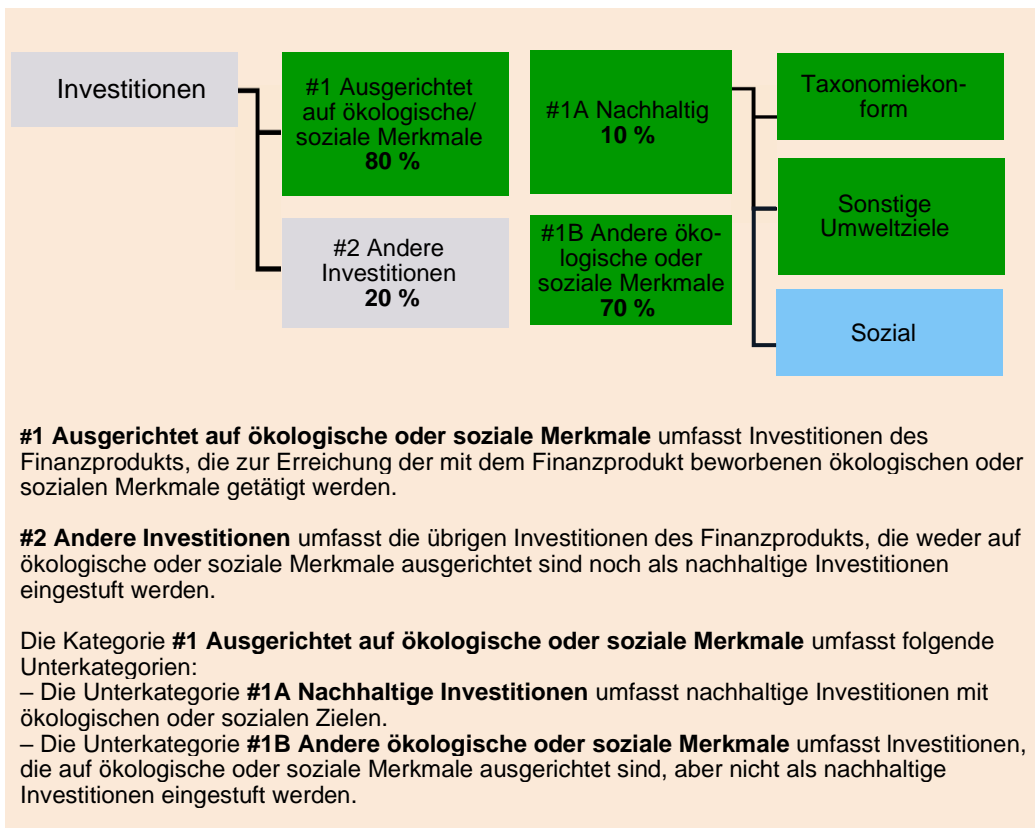 Investitionen
#1 Ausgerichtet
auf ökologische/
soziale Merkmale
80 %
#2 Andere
Investitionen
20 %
#1A Nachhaltig
10 %
#1B Andere öko-
logische oder
soziale Merkmale
70 %
Taxonomiekon-
form
Sonstige
Umweltziele
Sozial
#1 Ausgerichtet auf ökologische oder soziale Merkmale umfasst Investitionen des
Finanzprodukts, die zur Erreichung der mit dem Finanzprodukt beworbenen ökologischen oder
sozialen Merkmale getätigt werden.
#2 Andere Investitionen umfasst die übrigen Investitionen des Finanzprodukts, die weder auf
ökologische oder soziale Merkmale ausgerichtet sind noch als nachhaltige Investitionen
eingestuft werden.
Die Kategorie #1 Ausgerichtet auf ökologische oder soziale Merkmale umfasst folgende
Unterkategorien:
– Die Unterkategorie #1A Nachhaltige Investitionen umfasst nachhaltige Investitionen mit
ökologischen oder sozialen Zielen.
– Die Unterkategorie #1B Andere ökologische oder soziale Merkmale umfasst Investitionen,
die auf ökologische oder soziale Merkmale ausgerichtet sind, aber nicht als nachhaltige
Investitionen eingestuft werden.